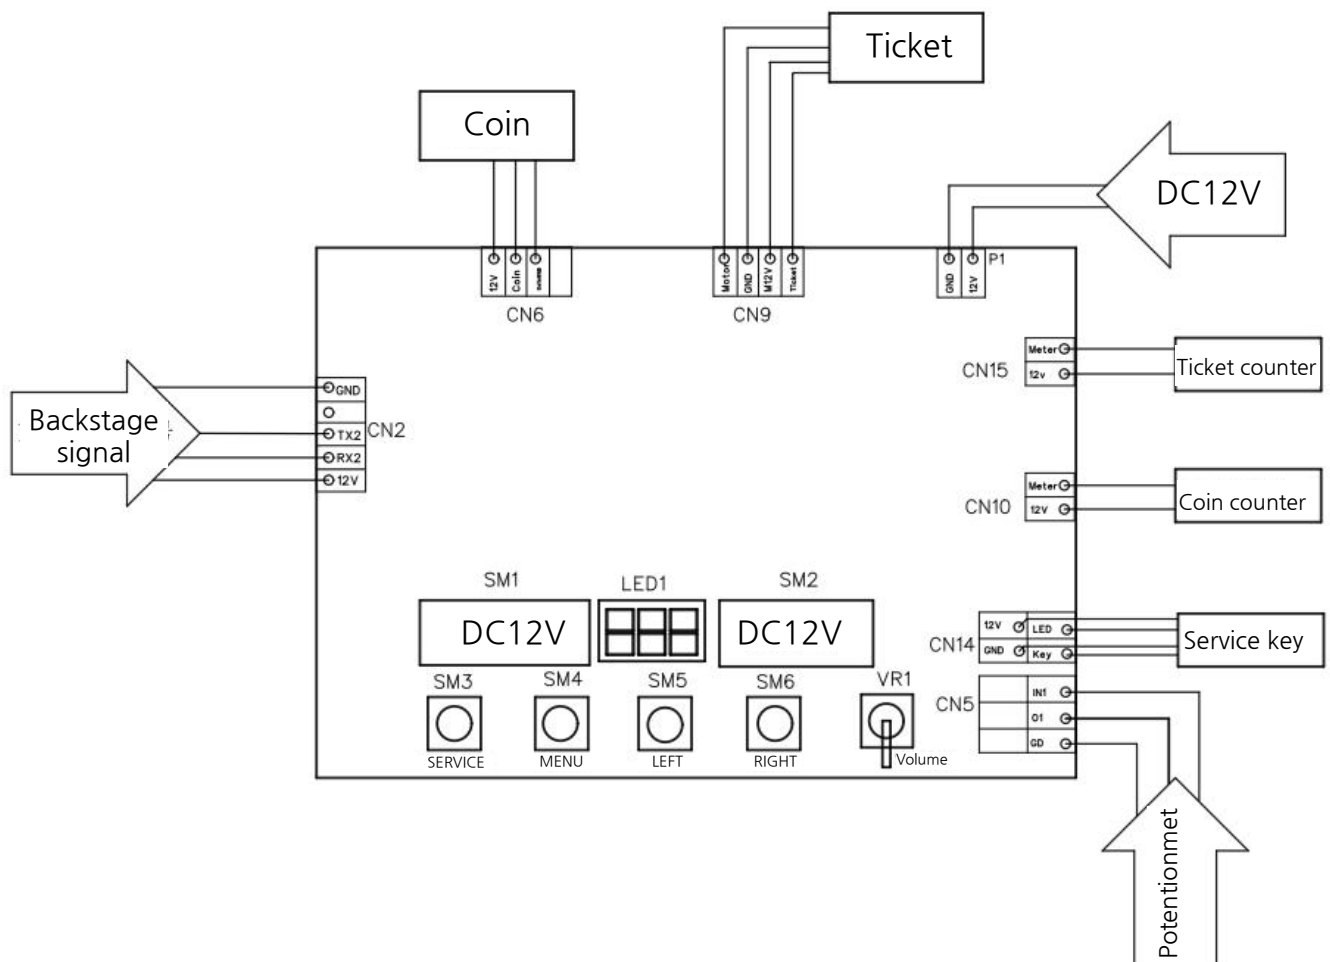 Ticket
Coin
DC12V
12V
Coin
Motor
GND
M12V
Ticket
GND
12V
P1
CN6
CN9
Meter
12v
CN15
Ticket counter
Backstage
signal
GND
TX2
RX2
12V
CN2
Meter
12V
CN10
Coin counter
SM1
LED1
SM2
DC12V
DC12V
12V
LED
GND
Key
CN14
Service key
SM3
SM4
SM5
SM6
VR1
CN5
IN1
O1
GD
SERVICE
MENU
LEFT
RIGHT
Volume
Potentionmet